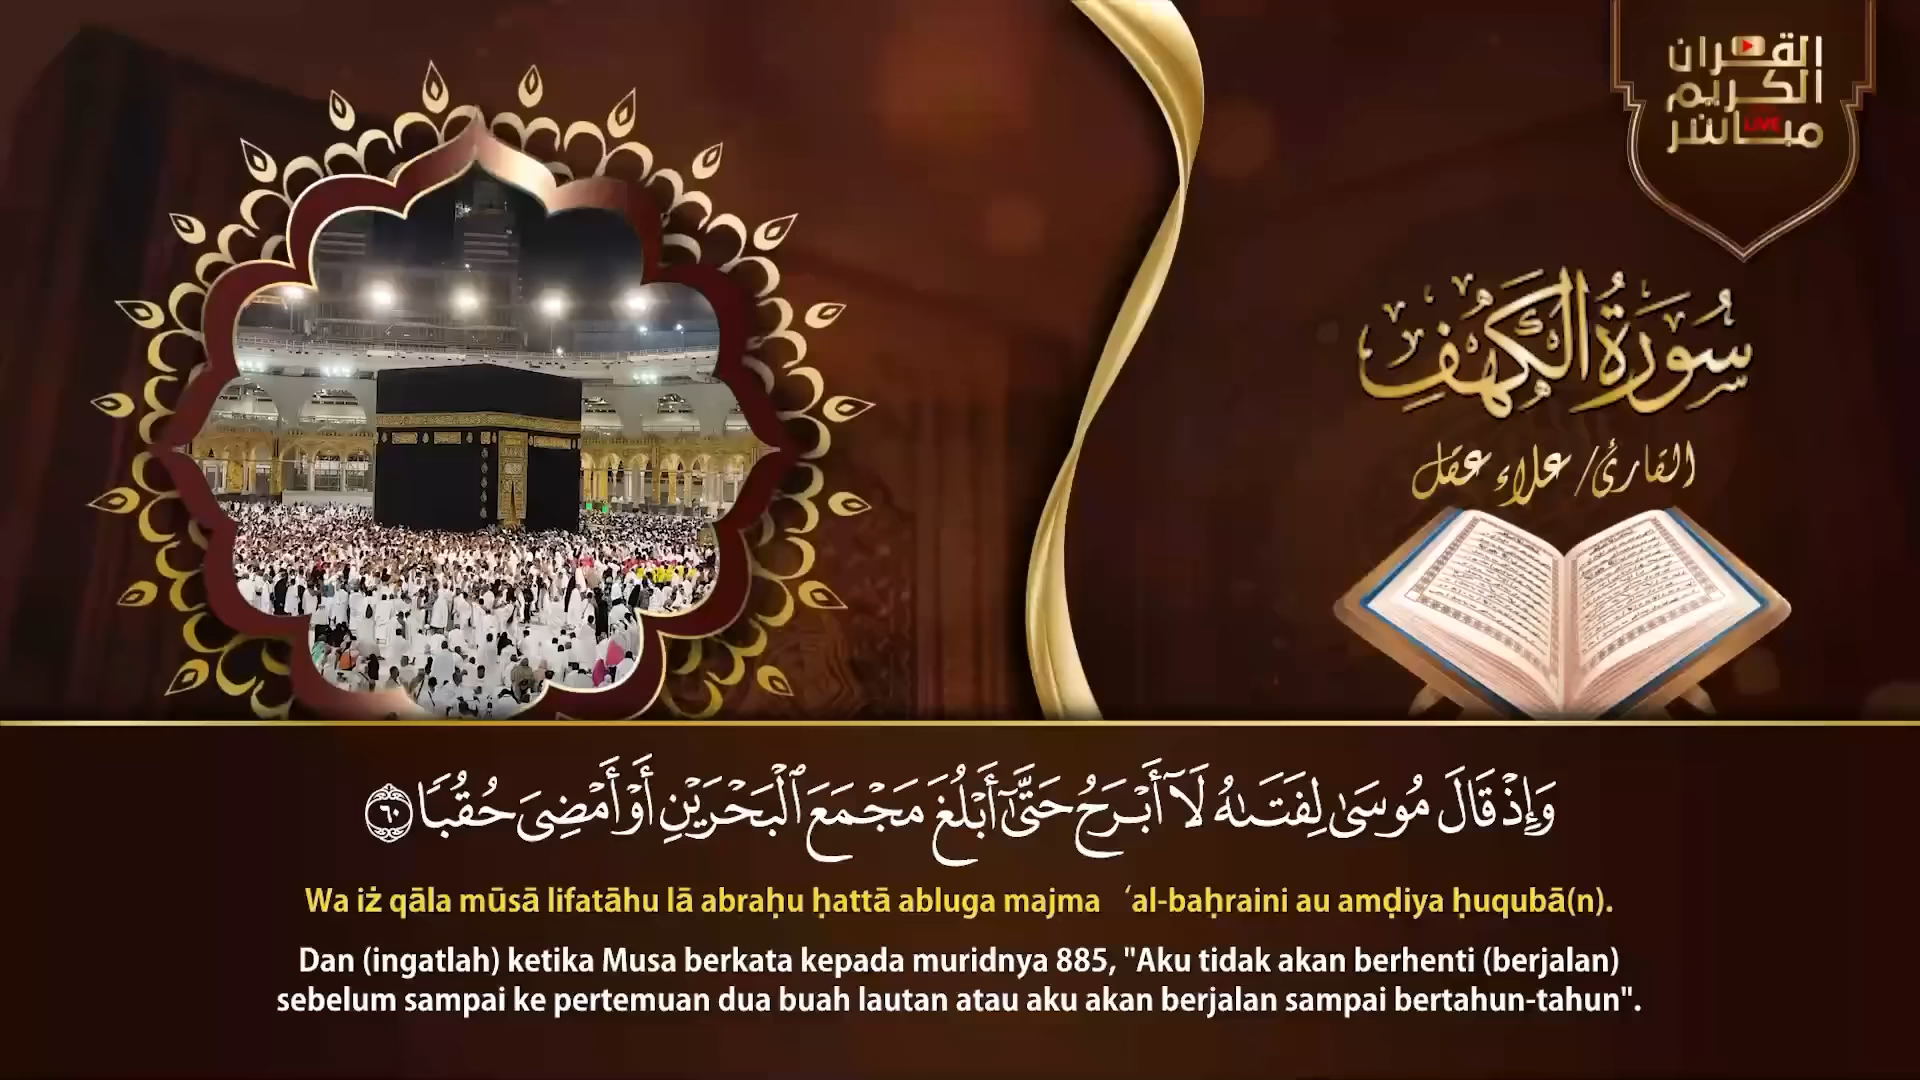 القرآن
الكريم
مباشر
LIVE
سُورَةُ الكَهْفِ
القارئ/ علاء عقل
وَإِذْ قَالَ مُوسَىٰ لِفَتَىٰهُ لَآ أَبْرَحُ حَتَّىٰٓ أَبْلُغَ مَجْمَعَ ٱلْبَحْرَيْنِ أَوْ أَمْضِىَ حُقُبًا ٦٠
Wa iż qāla mūsā lifatāhu lā abraḥu ḥattā abluga majma ‘al-baḥraini au amḍiya ḥuqubā(n).
Dan (ingatlah) ketika Musa berkata kepada muridnya 885, "Aku tidak akan berhenti (berjalan)
sebelum sampai ke pertemuan dua buah lautan atau aku akan berjalan sampai bertahun-tahun".